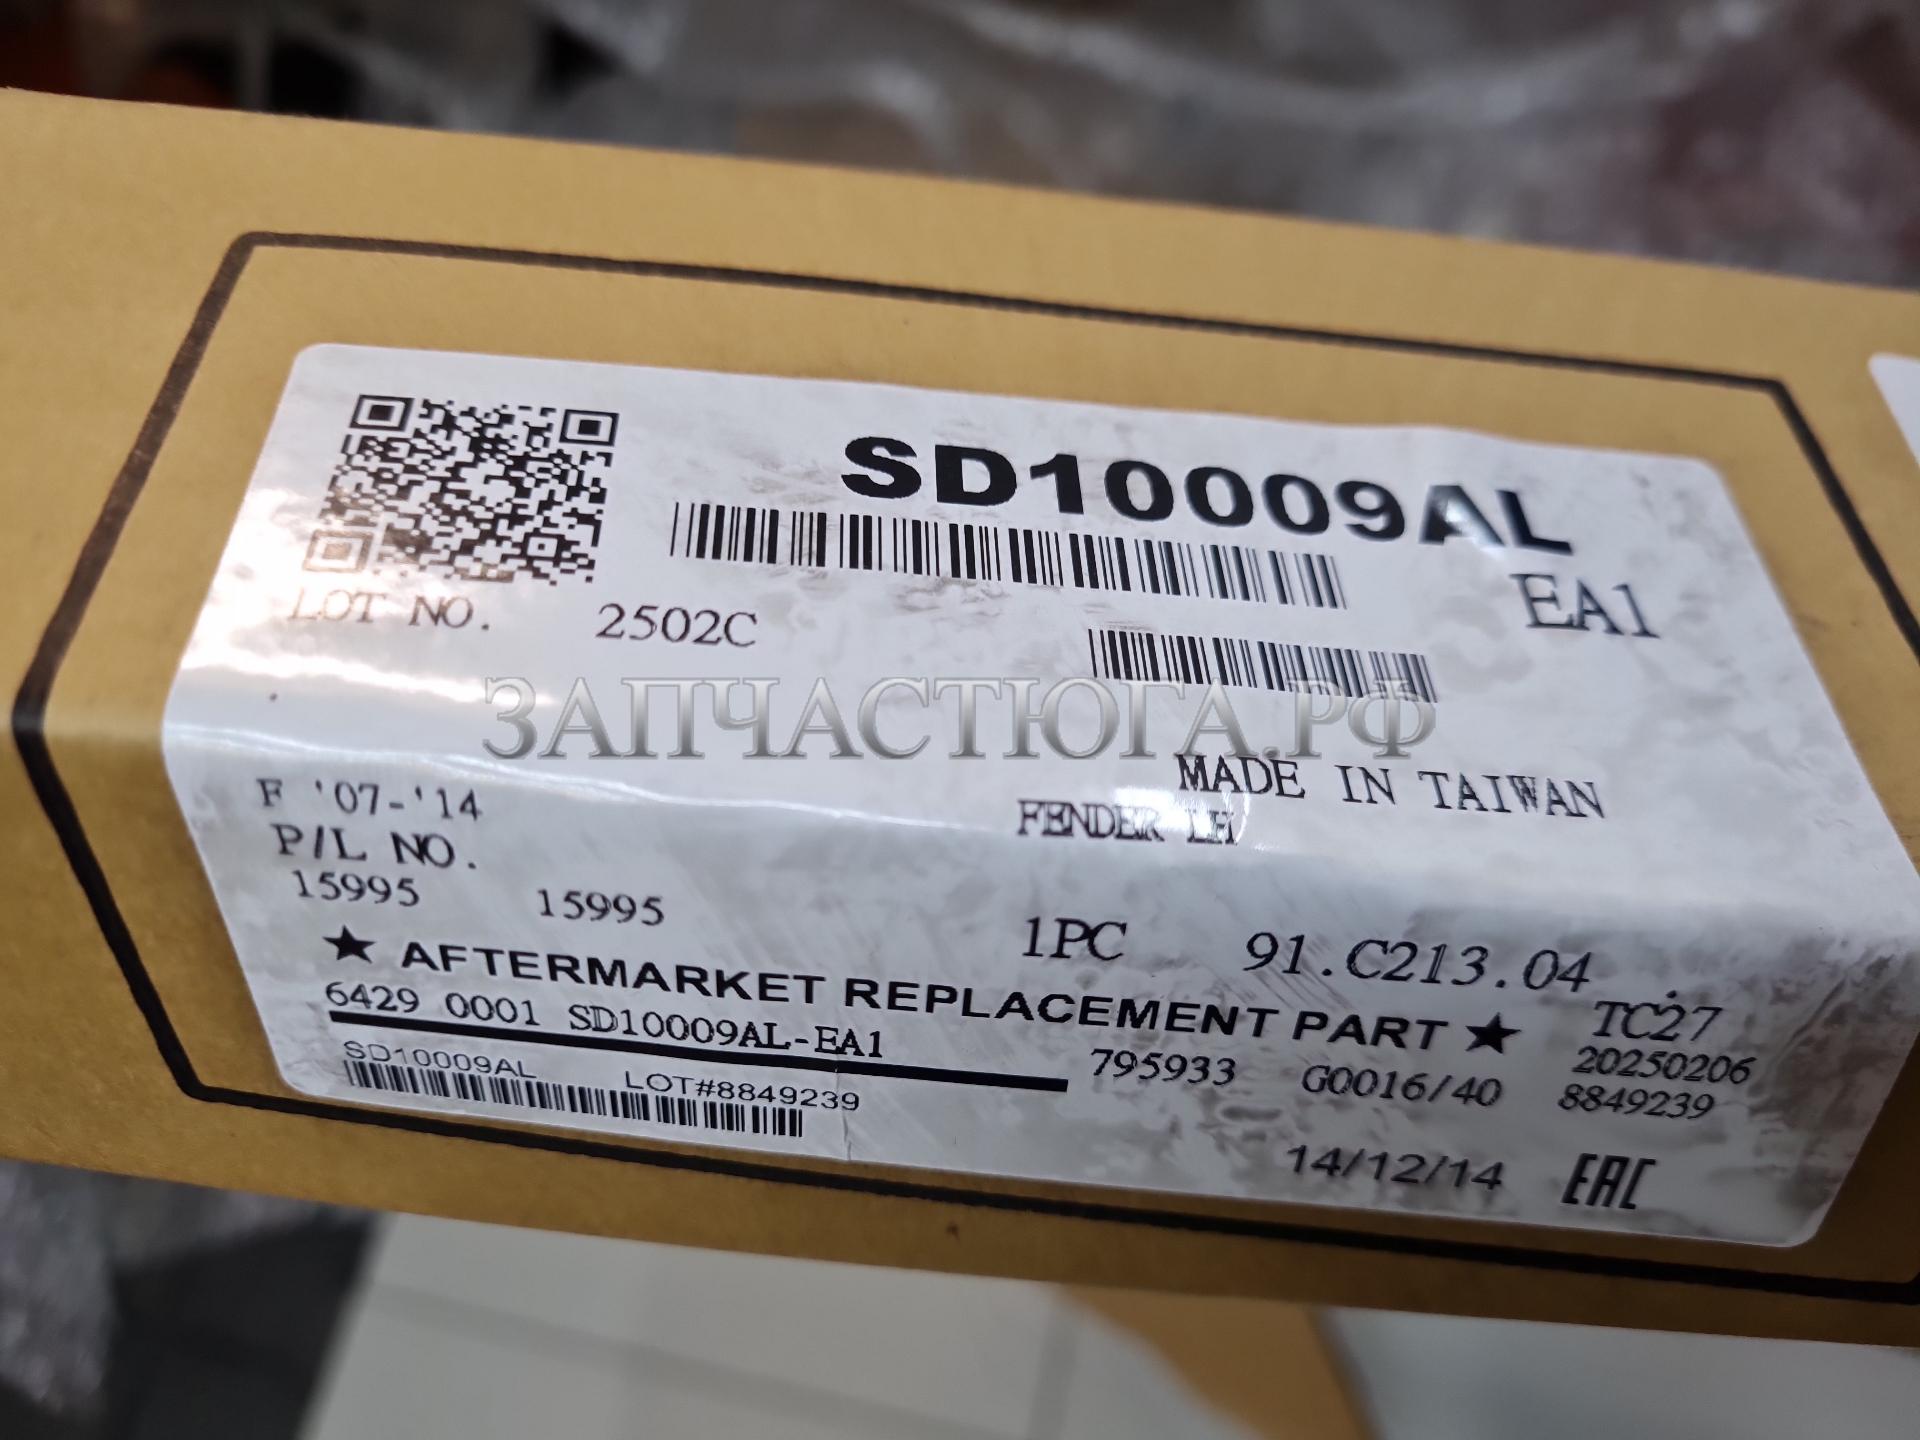 SD10009AL
EA1
LOT NO. 2502C
ЗАПЧАСТЮГА.РФ
MADE IN TAIWAN
F '07-'14
FENDER LH
P/L NO.
15995 15995
1PC 91.C213.04
★ AFTERMARKET REPLACEMENT PART ★
TC27
6429 0001 SD10009AL-EA1
795933 G0016/40 20250206
8849239
SD10009AL LOT#8849239
14/12/14 EAC